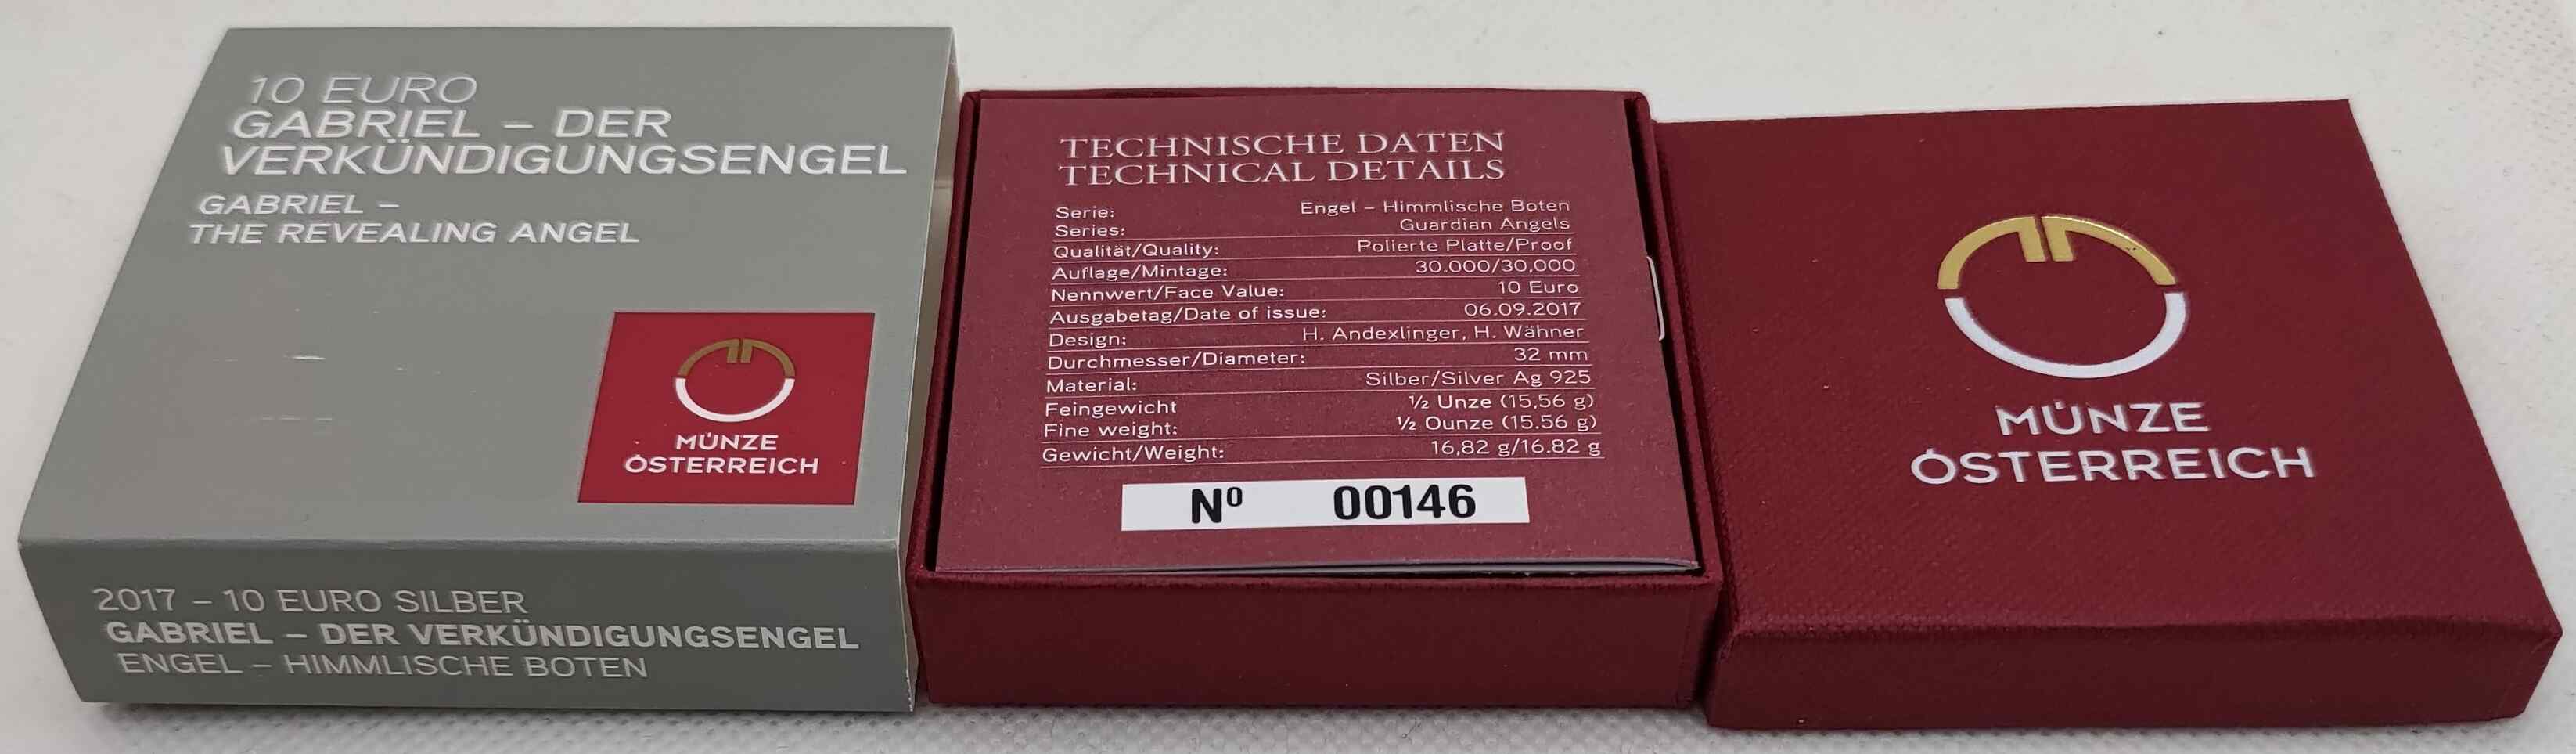 10 EURO
GABRIEL – DER
VERKÜNDIGUNGSENGEL
GABRIEL –
THE REVEALING ANGEL
MÜNZE
ÖSTERREICH
2017 – 10 EURO SILBER
GABRIEL – DER VERKÜNDIGUNGSENGEL
ENGEL – HIMMLISCHE BOTEN
TECHNISCHE DATEN
TECHNICAL DETAILS
Serie: Engel – Himmlische Boten
Series: Guardian Angels
Qualität/Quality: Polierte Platte/Proof
Auflage/Mintage: 30.000/30,000
Nennwert/Face Value: 10 Euro
Ausgabetag/Date of issue: 06.09.2017
Design: H. Andexlinger, H. Wähner
Durchmesser/Diameter: 32 mm
Material: Silber/Silver Ag 925
Feingewicht ½ Unze (15,56 g)
Fine weight: ½ Ounze (15.56 g)
Gewicht/Weight: 16,82 g/16.82 g
Nº 00146
MÜNZE
ÖSTERREICH